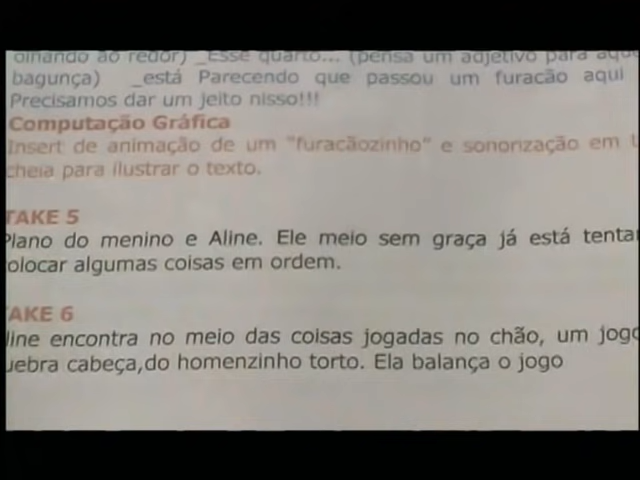 olhando ao redor) _Esse quarto... (pensa um adjetivo para
bagunça) _está Parecendo que passou um furacão aqui
Precisamos dar um jeito nisso!!!
Computação Gráfica
Insert de animação de um "furacãozinho" e sonorização em
cheia para ilustrar o texto.
TAKE 5
Plano do menino e Aline. Ele meio sem graça já está tentar
olocar algumas coisas em ordem.
AKE 6
line encontra no meio das coisas jogadas no chão, um jogo
uebra cabeça,do homenzinho torto. Ela balança o jogo